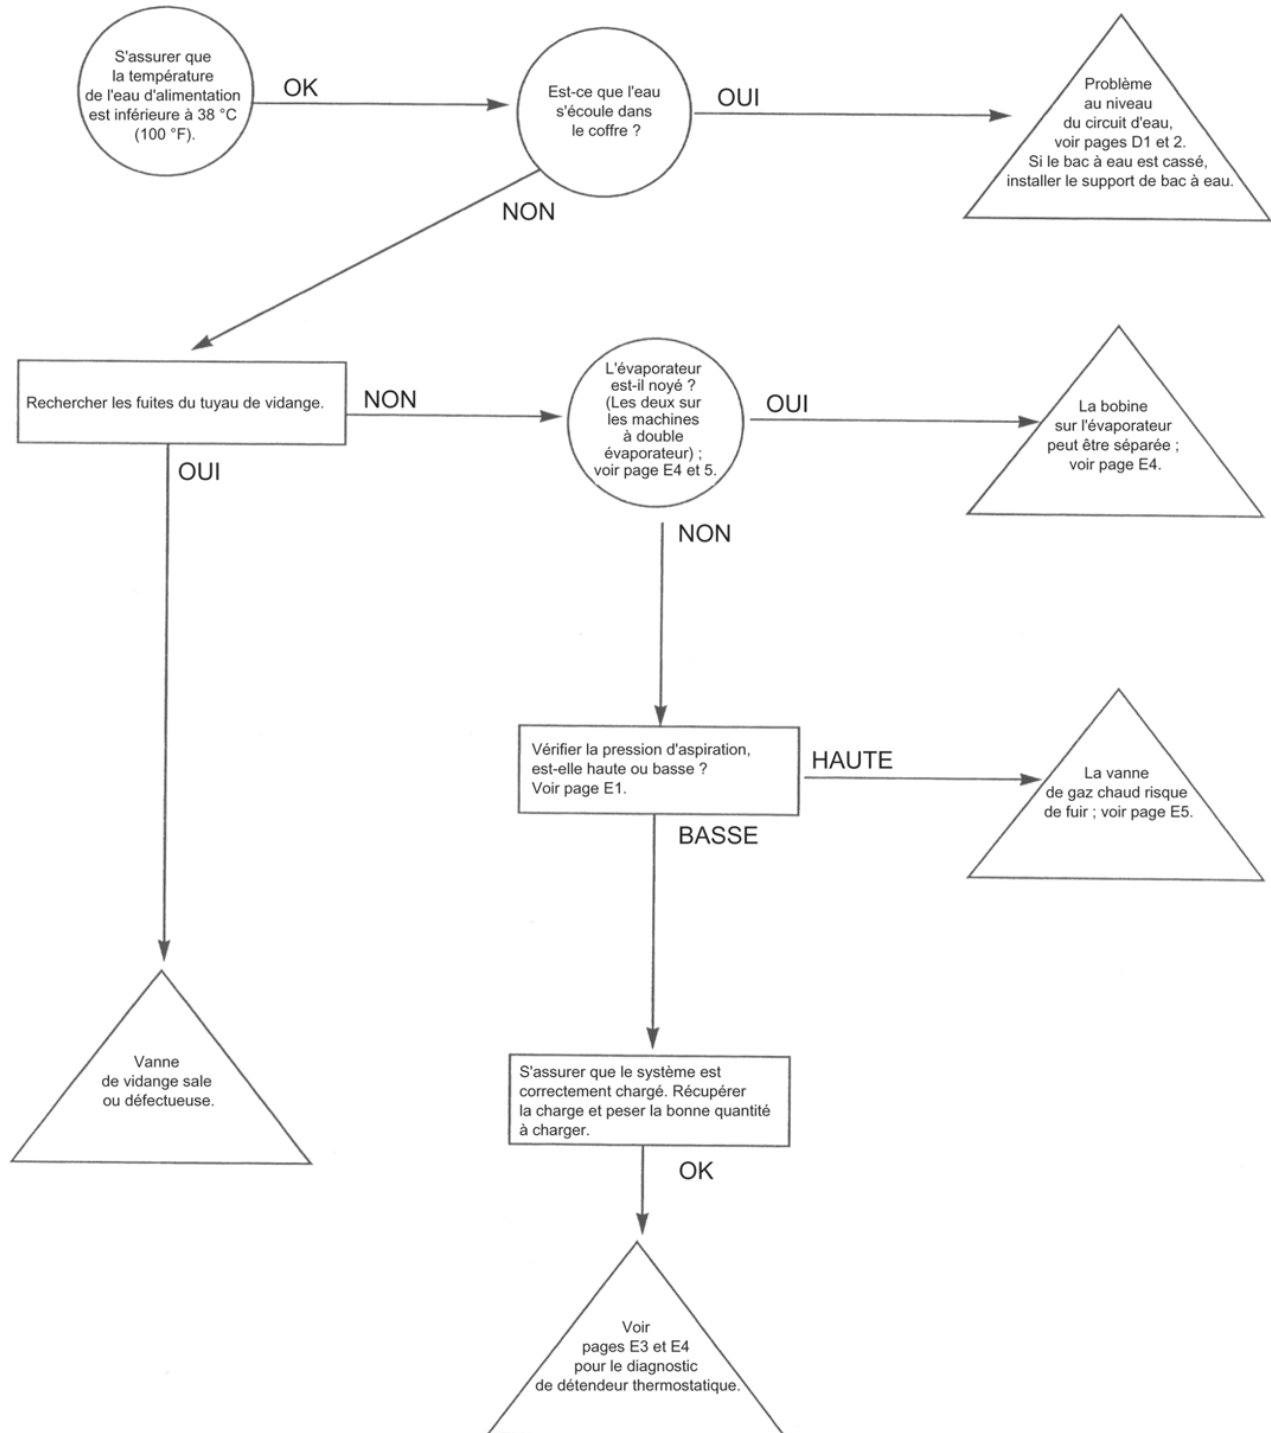 S'assurer que
la température
de l'eau d'alimentation
est inférieure à 38 °C
(100 °F).
OK
Est-ce que l'eau
s'écoule dans
le coffre ?
OUI
Problème
au niveau
du circuit d'eau,
voir pages D1 et 2.
Si le bac à eau est cassé,
installer le support de bac à eau.
NON
Rechercher les fuites du tuyau de vidange.
NON
L'évaporateur
est-il noyé ?
(Les deux sur
les machines
à double
évaporateur) ;
voir page E4 et 5.
OUI
La bobine
sur l'évaporateur
peut être séparée ;
voir page E4.
OUI
NON
Vérifier la pression d'aspiration,
est-elle haute ou basse ?
Voir page E1.
HAUTE
La vanne
de gaz chaud risque
de fuir ; voir page E5.
BASSE
Vanne
de vidange sale
ou défectueuse.
S'assurer que le système est
correctement chargé. Récupérer
la charge et peser la bonne quantité
à charger.
OK
Voir
pages E3 et E4
pour le diagnostic
de détendeur thermostatique.